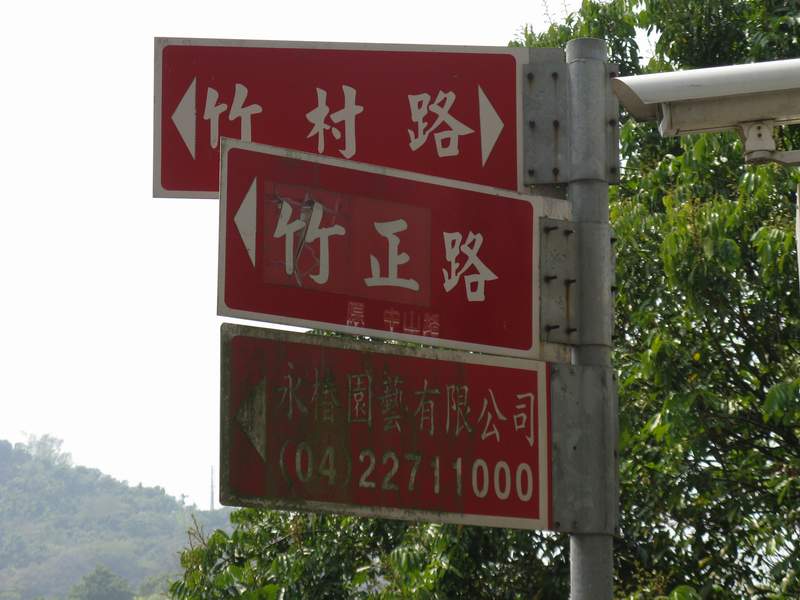 竹村路
竹正路
原 中山路
永椿園藝有限公司
(04)22711000